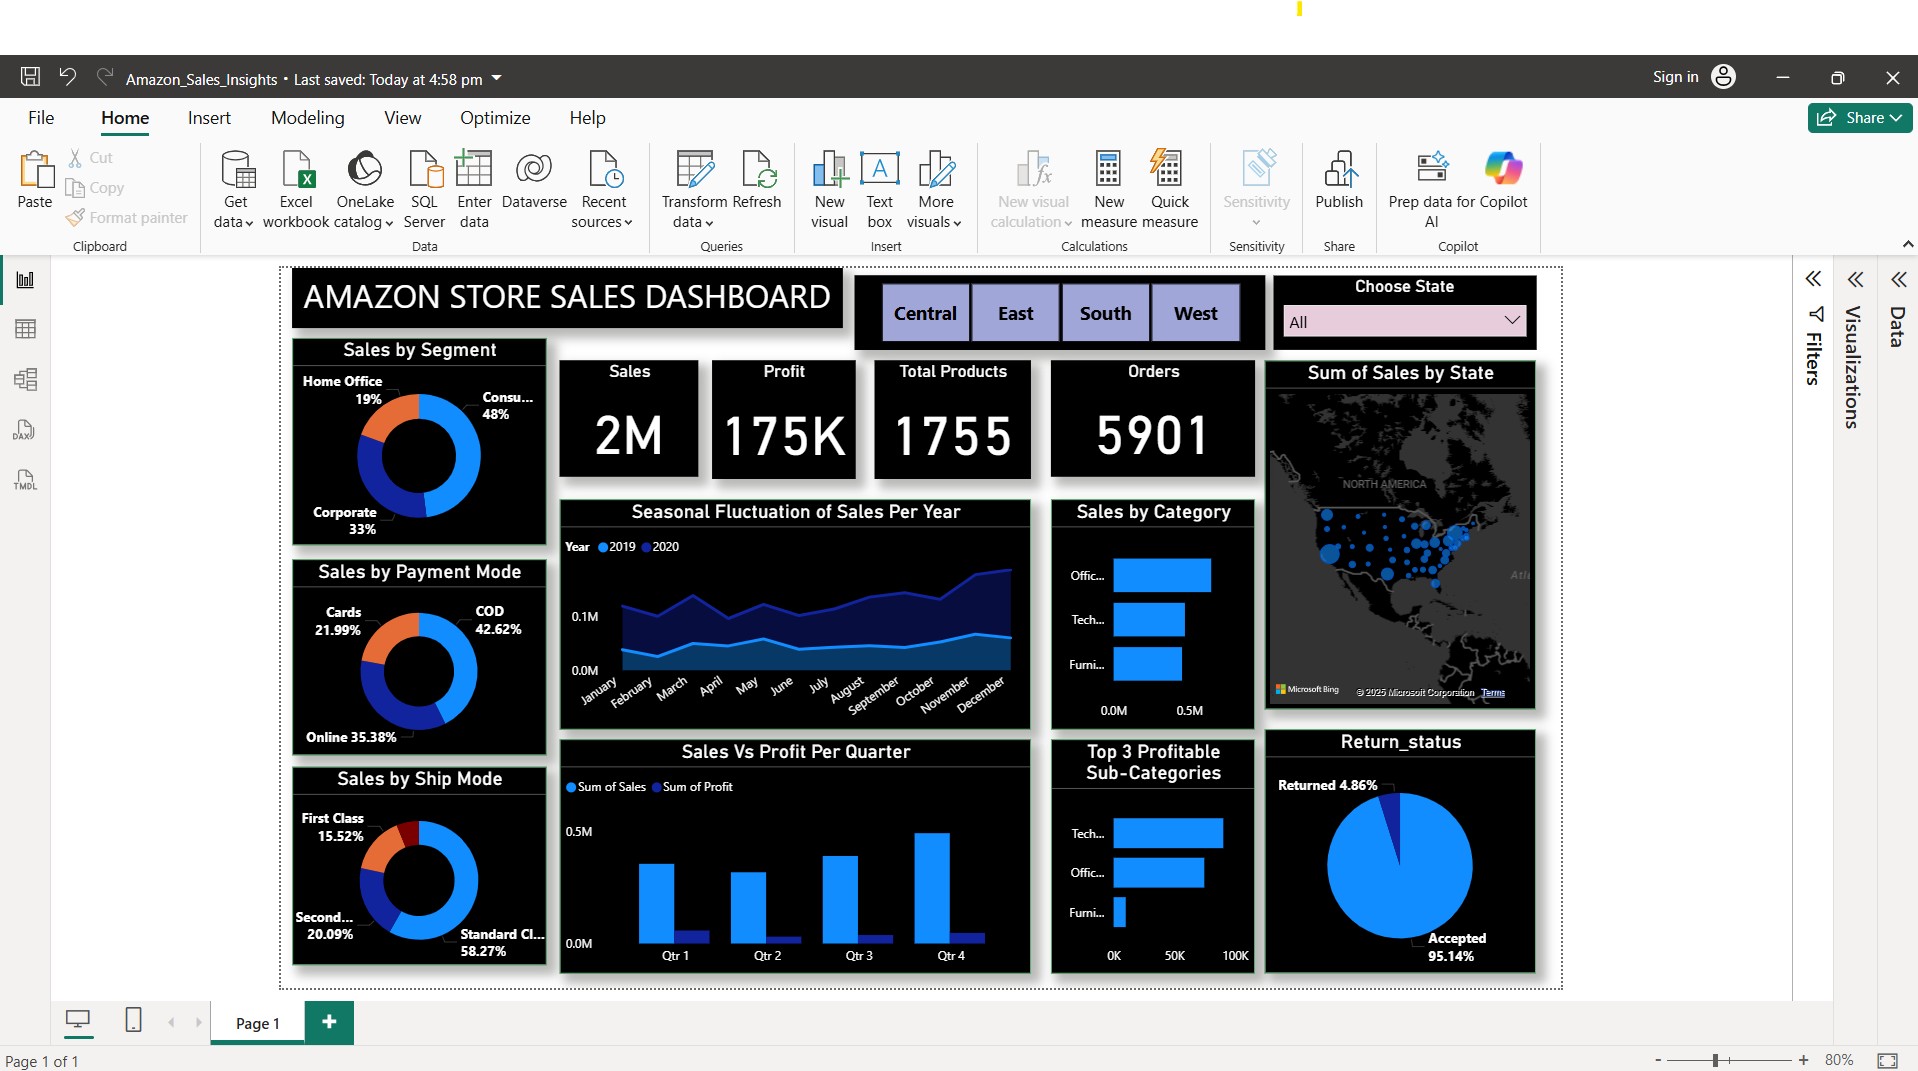 Amazon_Sales_Insights • Last saved: Today at 4:58 pm
Sign in
File Home Insert Modeling View Optimize Help
Share
Paste
Cut
Copy
Format painter
Clipboard
Get data
Excel workbook
OneLake catalog
SQL Server
Enter data
Dataverse
Recent sources
Data
Transform data
Refresh
Queries
New visual
Text box
More visuals
Insert
New visual calculation
New measure
Quick measure
Calculations
Sensitivity
Sensitivity
Publish
Share
Prep data for AI
Copilot
Copilot
DAX
TMDL
AMAZON STORE SALES DASHBOARD
Central East South West
Choose State
All
Sales by Segment
Home Office
19%
Consu...
48%
Corporate
33%
Sales
2M
Profit
175K
Total Products
1755
Orders
5901
Sum of Sales by State
NORTH AMERICA
Atl
Microsoft Bing
© 2025 Microsoft Corporation Terms
Sales by Payment Mode
Cards
21.99%
COD
42.62%
Online 35.38%
Seasonal Fluctuation of Sales Per Year
Year 2019 2020
0.1M
0.0M
January February March April May June July August September October November December
Sales by Category
Offic...
Tech...
Furni...
0.0M 0.5M
Sales by Ship Mode
First Class
15.52%
Second...
20.09%
Standard Cl...
58.27%
Sales Vs Profit Per Quarter
Sum of Sales Sum of Profit
0.5M
0.0M
Qtr 1 Qtr 2 Qtr 3 Qtr 4
Top 3 Profitable
Sub-Categories
Tech...
Offic...
Furni...
0K 50K 100K
Return_status
Returned 4.86%
Accepted
95.14%
Filters
Visualizations
Data
Page 1
+
Page 1 of 1
- + 80%